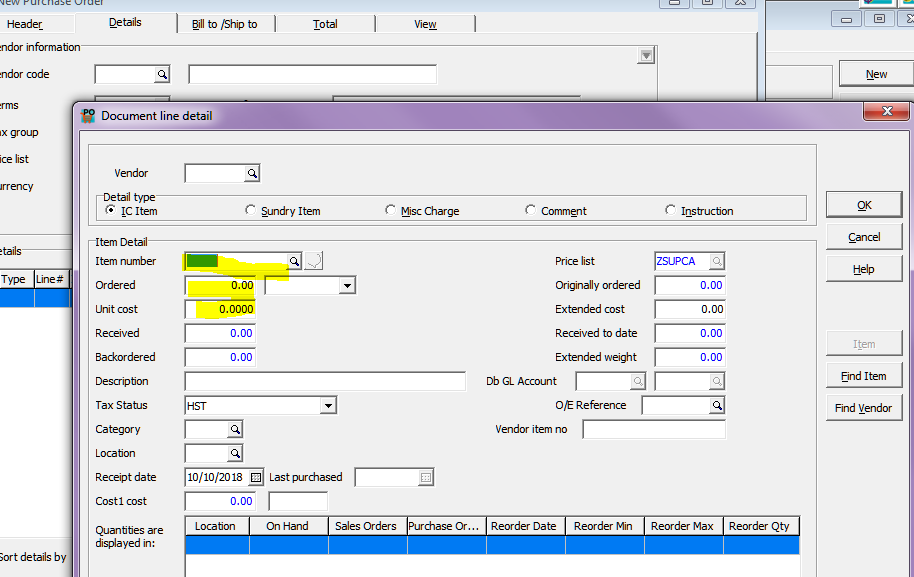 New Purchase Order
Header Details Bill to /Ship to Total View
endor information
endor code
New
erms
PO Document line detail
ax group
ice list
urrency
Vendor
Detail type
IC Item Sundry Item Misc Charge Comment Instruction
OK
Cancel
Help
etails
Item Detail
Item number Price list ZSUPCA
Type Line#
Ordered 0.00 Originally ordered 0.00
Unit cost 0.0000 Extended cost 0.00
Received 0.00 Received to date 0.00
Item
Backordered 0.00 Extended weight 0.00
Find Item
Description Db GL Account
Tax Status HST O/E Reference
Find Vendor
Category Vendor item no
Location
Receipt date 10/10/2018 Last purchased
Cost1 cost 0.00
Quantities are
displayed in:
Location On Hand Sales Orders Purchase Or... Reorder Date Reorder Min Reorder Max Reorder Qty
Sort details by